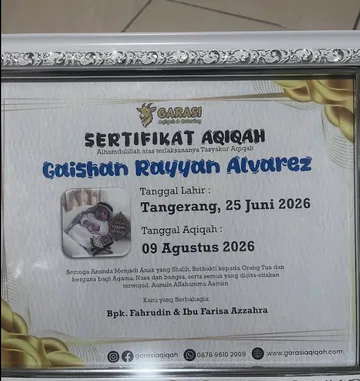 GARASI
Aqiqah & Catering
SERTIFIKAT AQIQAH
Alhamdulillah atas terlaksananya Tasyakur Aqiqah
Gaishan Rayyan Alvarez
Tanggal Lahir :
Tangerang, 25 Juni 2026
Tanggal Aqiqah :
09 Agustus 2026
Semoga Ananda Menjadi Anak yang Shalih, Berbakti kepada Orang Tua dan
berguna bagi Agama, Nusa dan bangsa, serta semua yang dicita-citakan
terwujud. Aamiin Allahumma Aamiin
Kami yang Berbahagia
Bpk. Fahrudin & Ibu Farisa Azzahra
garasiaqiqah
0878 9610 2009
www.garasiaqiqah.com